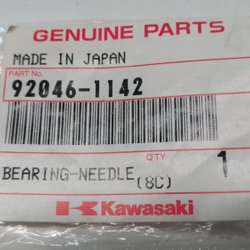 GENUINE PARTS
MADE IN JAPAN
PART No.
92046-1142
QTY
BEARING-NEEDLE (8C) 1
Kawasaki